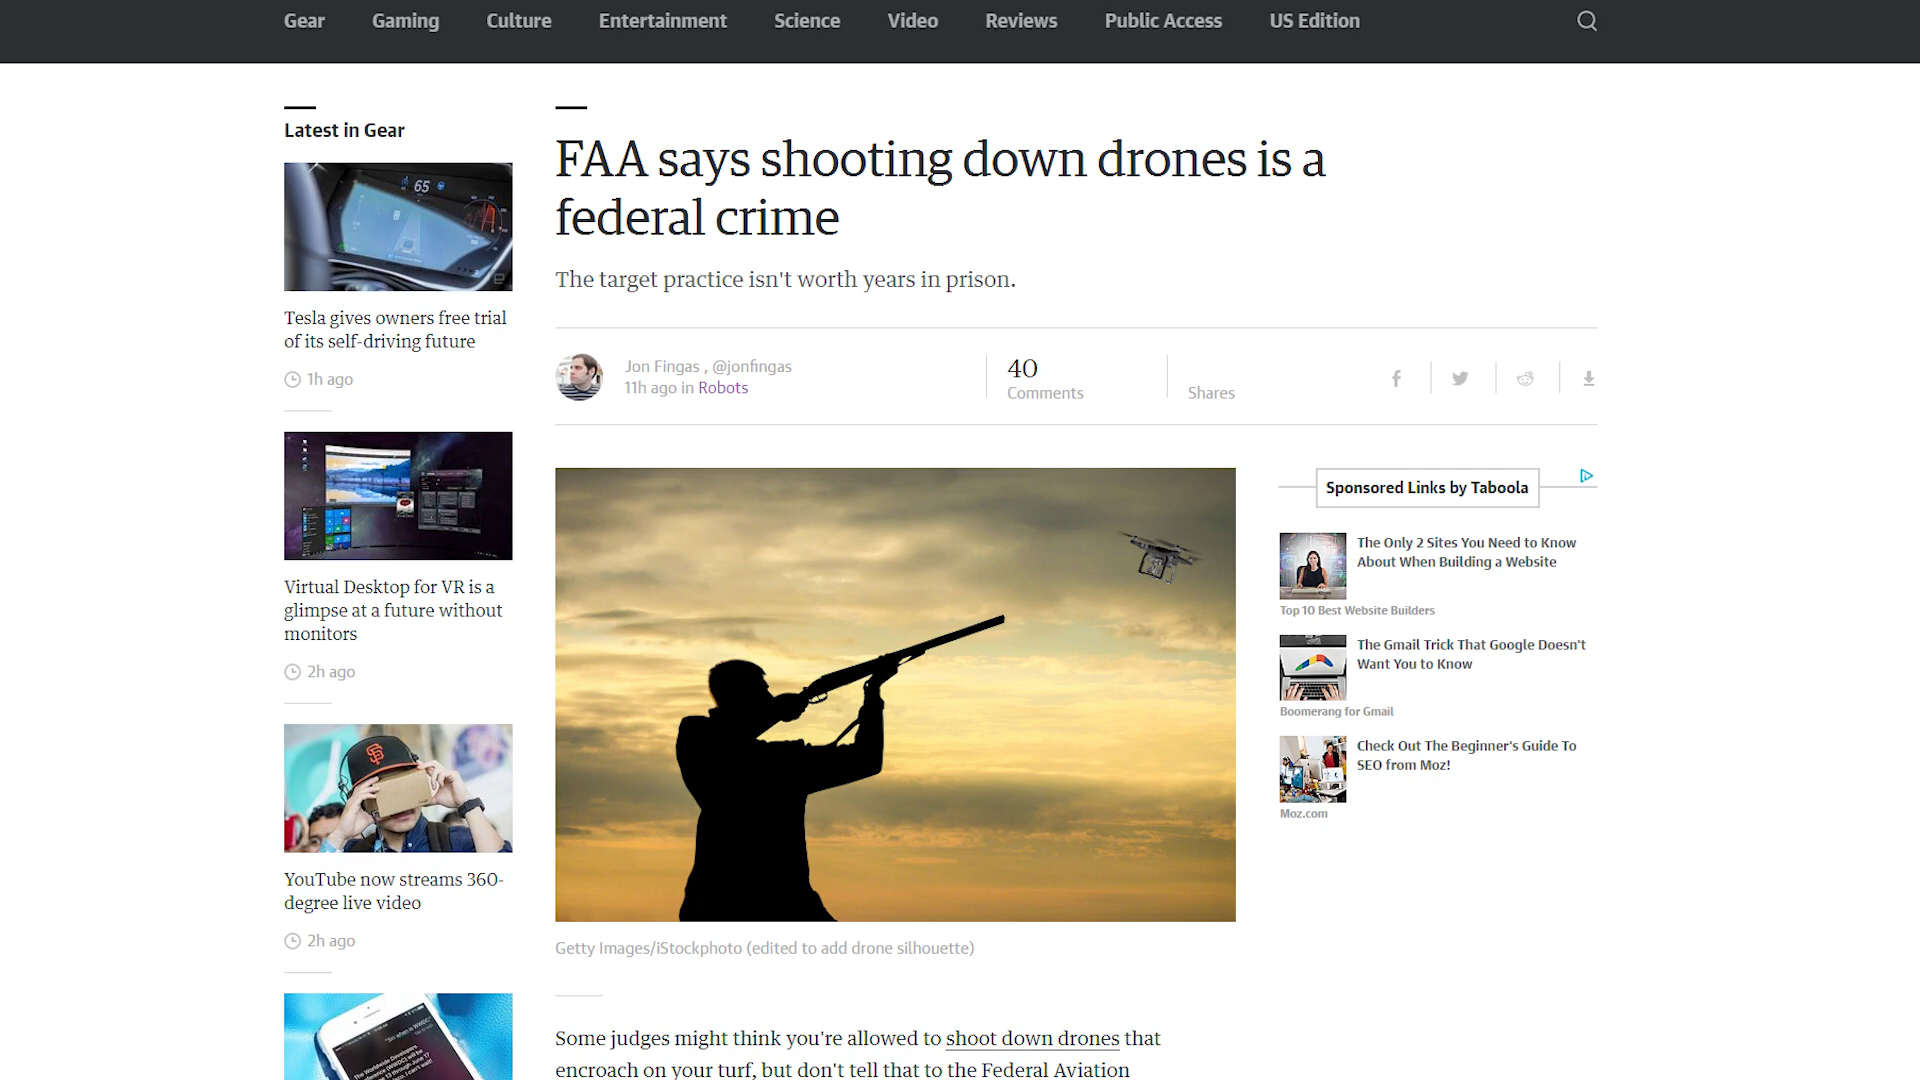 Gear Gaming Culture Entertainment Science Video Reviews Public Access US Edition
Latest in Gear
65
Tesla gives owners free trial
of its self-driving future
1h ago
Virtual Desktop for VR is a
glimpse at a future without
monitors
2h ago
YouTube now streams 360-
degree live video
2h ago
FAA says shooting down drones is a
federal crime
The target practice isn't worth years in prison.
Jon Fingas , @jonfingas
11h ago in Robots
40
Comments
Shares
Getty Images/iStockphoto (edited to add drone silhouette)
Some judges might think you're allowed to shoot down drones that
encroach on your turf, but don't tell that to the Federal Aviation
Sponsored Links by Taboola
The Only 2 Sites You Need to Know
About When Building a Website
Top 10 Best Website Builders
The Gmail Trick That Google Doesn't
Want You to Know
Boomerang for Gmail
Check Out The Beginner's Guide To
SEO from Moz!
Moz.com